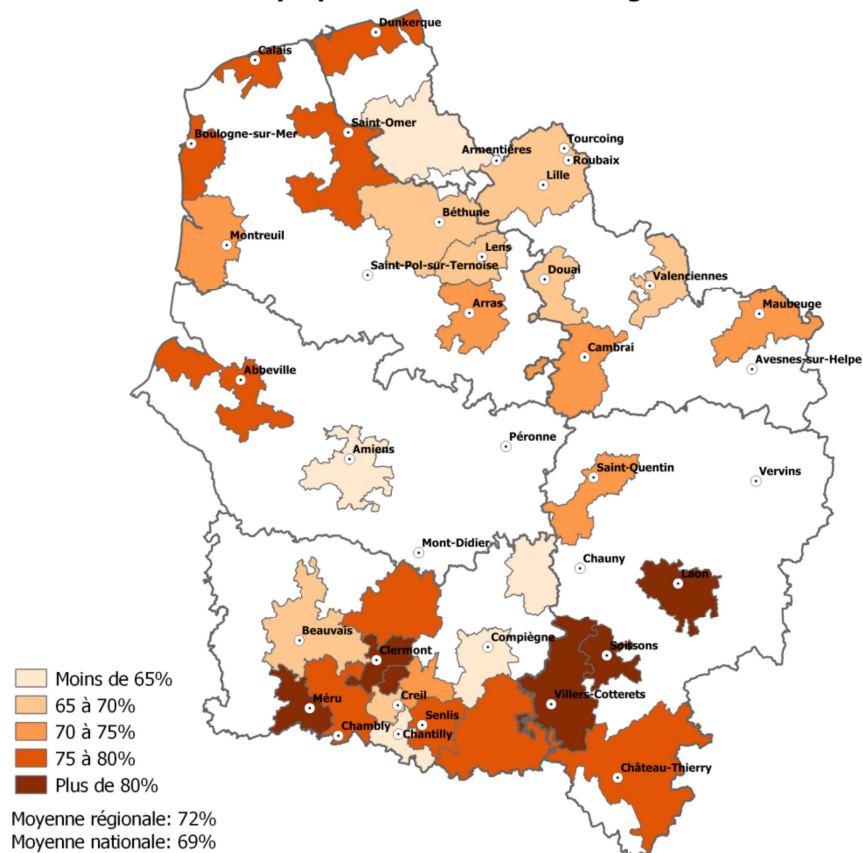 Dunkerque
Calais
Saint-Omer
Boulogne-sur-Mer
Tourcoing
Armentières
Roubaix
Lille
Béthune
Montreuil
Lens
Saint-Pol-sur-Ternoise
Douai
Valenciennes
Arras
Maubeuge
Cambrai
Avesnes-sur-Helpe
Abbeville
Péronne
Amiens
Saint-Quentin
Vervins
Mont-Didier
Chauny
Laon
Beauvais
Compiègne
Clermont
Soissons
Méru
Creil
Villers-Cotterets
Senlis
Chambly
Chantilly
Château-Thierry
Moins de 65%
65 à 70%
70 à 75%
75 à 80%
Plus de 80%
Moyenne régionale: 72%
Moyenne nationale: 69%